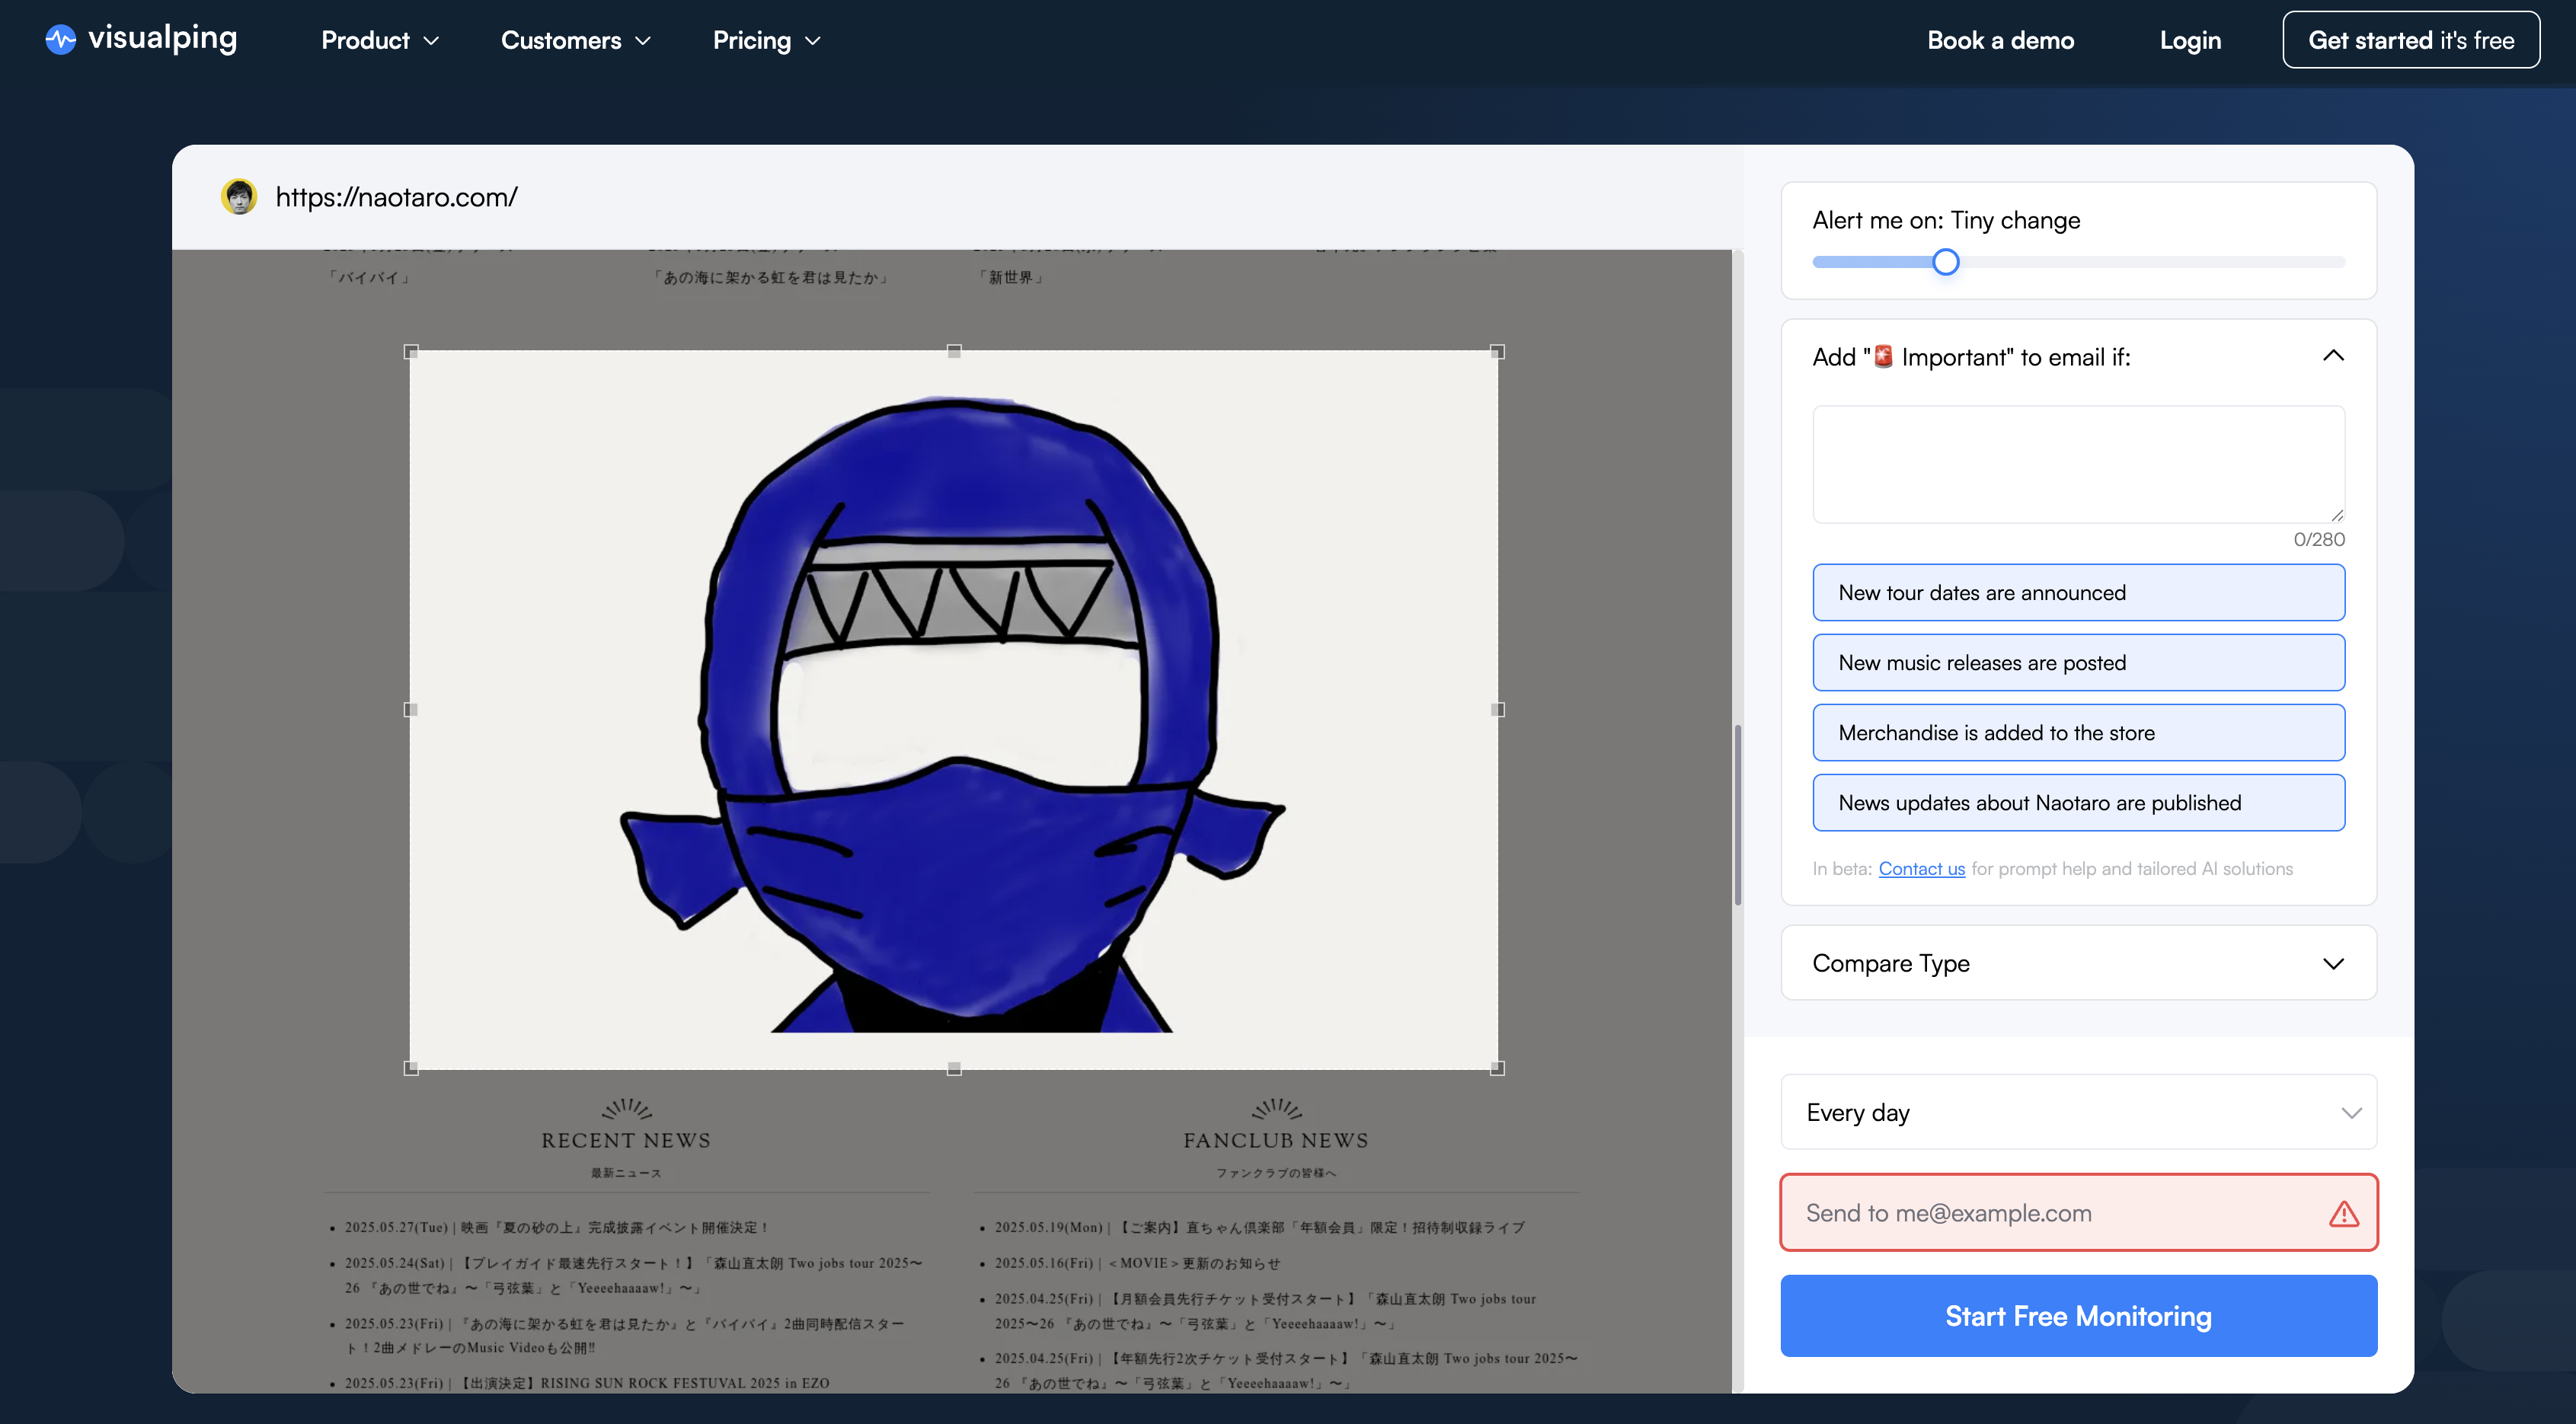 visualping
Product
Customers
Pricing
Book a demo
Login
Get started it's free
https://naotaro.com/
「バイバイ」
「あの海に架かる虹を君は見たか」
「新世界」
RECENT NEWS
最新ニュース
2025.05.27(Tue) | 映画『夏の砂の上』完成披露イベント開催決定！
2025.05.24(Sat) | 【プレイガイド最速先行スタート！】「森山直太朗 Two jobs tour 2025〜
26 『あの世でね』〜「弓弦葉」と「Yeeeehaaaaw!」〜」
2025.05.23(Fri) | 『あの海に架かる虹を君は見たか』と『バイバイ』2曲同時配信スター
ト！2曲メドレーのMusic Videoも公開‼
2025.05.23(Fri) | 【出演決定】RISING SUN ROCK FESTUVAL 2025 in EZO
FANCLUB NEWS
ファンクラブの皆様へ
2025.05.19(Mon) | 【ご案内】直ちゃん倶楽部「年額会員」限定！招待制収録ライブ
2025.05.16(Fri) | ＜MOVIE＞更新のお知らせ
2025.04.25(Fri) | 【月額会員先行チケット受付スタート】「森山直太朗 Two jobs tour
2025〜26 『あの世でね』〜「弓弦葉」と「Yeeeehaaaaw!」〜」
2025.04.25(Fri) | 【年額先行2次チケット受付スタート】「森山直太朗 Two jobs tour 2025〜
26 『あの世でね』〜「弓弦葉」と「Yeeeehaaaaw!」〜」
Alert me on: Tiny change
Add "🚨 Important" to email if:
0/280
New tour dates are announced
New music releases are posted
Merchandise is added to the store
News updates about Naotaro are published
In beta: Contact us for prompt help and tailored AI solutions
Compare Type
Every day
Send to me@example.com
Start Free Monitoring